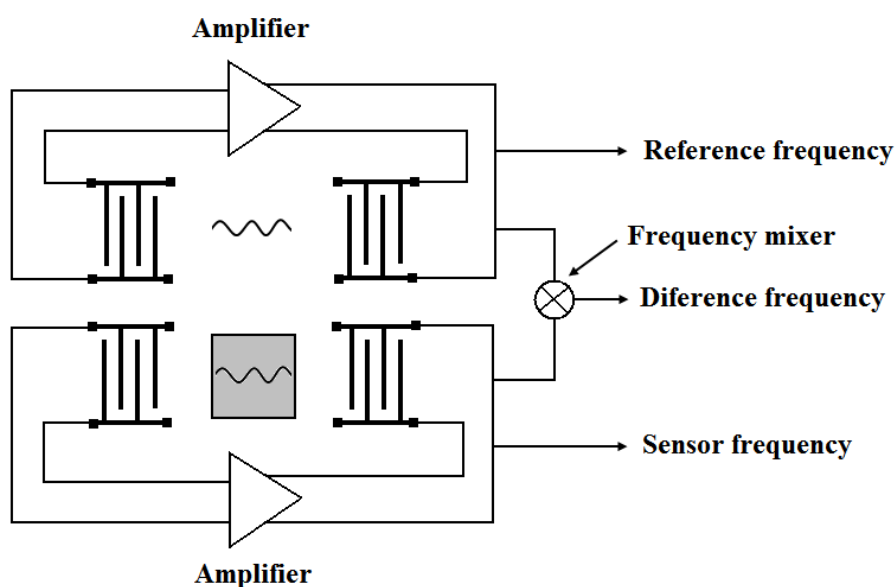 Amplifier
Reference frequency
Frequency mixer
Diference frequency
Sensor frequency
Amplifier